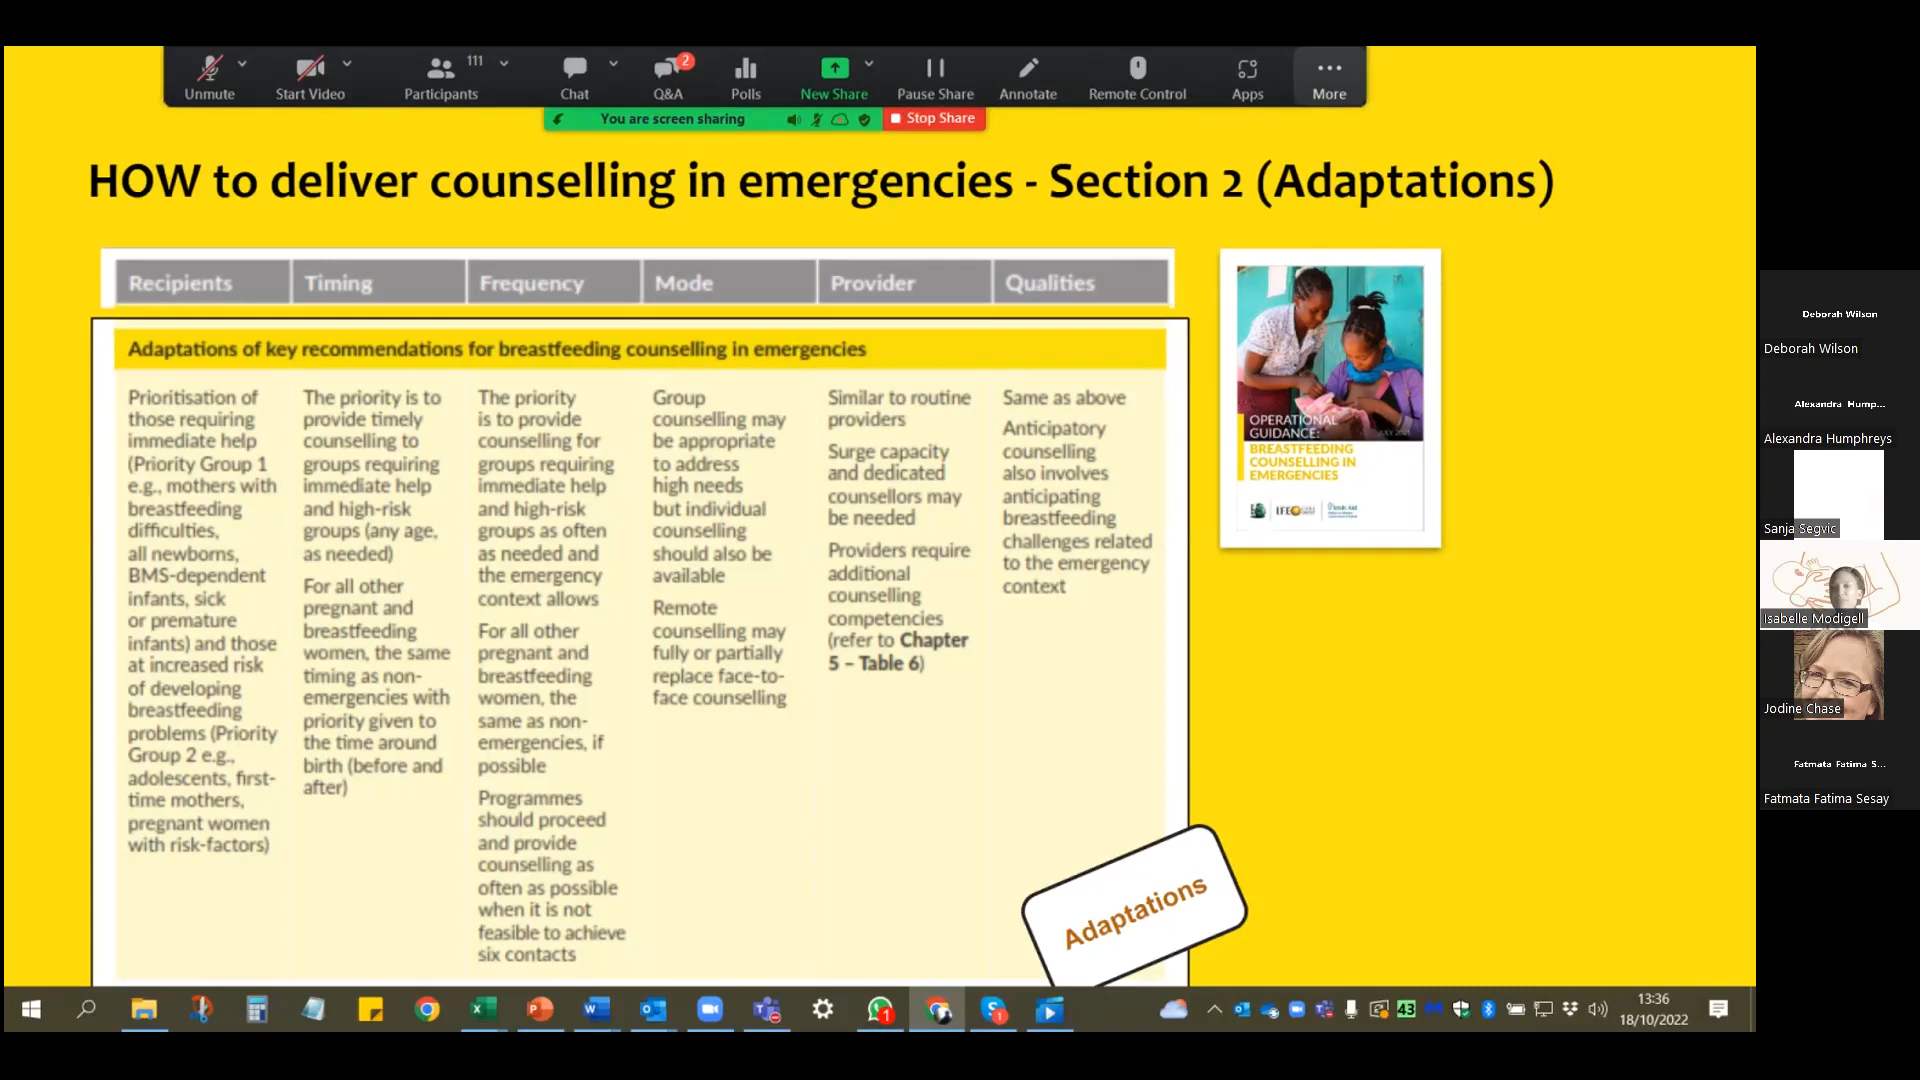 Unmute
Start Video
111
Participants
Chat
2
Q&A
Polls
New Share
Pause Share
Annotate
Remote Control
Apps
More
You are screen sharing
Stop Share
HOW to deliver counselling in emergencies - Section 2 (Adaptations)
Recipients
Timing
Frequency
Mode
Provider
Qualities
Adaptations of key recommendations for breastfeeding counselling in emergencies
Prioritisation of
those requiring
immediate help
(Priority Group 1
e.g., mothers with
breastfeeding
difficulties,
all newborns,
BMS-dependent
infants, sick
or premature
infants) and those
at increased risk
of developing
breastfeeding
problems (Priority
Group 2 e.g.,
adolescents, first-
time mothers,
pregnant women
with risk-factors)
The priority is to
provide timely
counselling to
groups requiring
immediate help
and high-risk
groups (any age,
as needed)
For all other
pregnant and
breastfeeding
women, the same
timing as non-
emergencies with
priority given to
the time around
birth (before and
after)
The priority
is to provide
counselling for
groups requiring
immediate help
and high-risk
groups as often
as needed and
the emergency
context allows
For all other
pregnant and
breastfeeding
women, the
same as non-
emergencies, if
possible
Programmes
should proceed
and provide
counselling as
often as possible
when it is not
feasible to achieve
six contacts
Group
counselling may
be appropriate
to address
high needs
but individual
counselling
should also be
available
Remote
counselling may
fully or partially
replace face-to-
face counselling
Similar to routine
providers
Surge capacity
and dedicated
counsellors may
be needed
Providers require
additional
counselling
competencies
(refer to Chapter
5 – Table 6)
Same as above
Anticipatory
counselling
also involves
anticipating
breastfeeding
challenges related
to the emergency
context
Adaptations
OPERATIONAL
GUIDANCE:
BREASTFEEDING
COUNSELLING IN
EMERGENCIES
IFE
Deborah Wilson
Deborah Wilson
Alexandra Hump...
Alexandra Humphreys
Sanja Segvic
Isabelle Modigell
Jodine Chase
Fatmata Fatima S...
Fatmata Fatima Sesay
1
1
43
13:36
18/10/2022